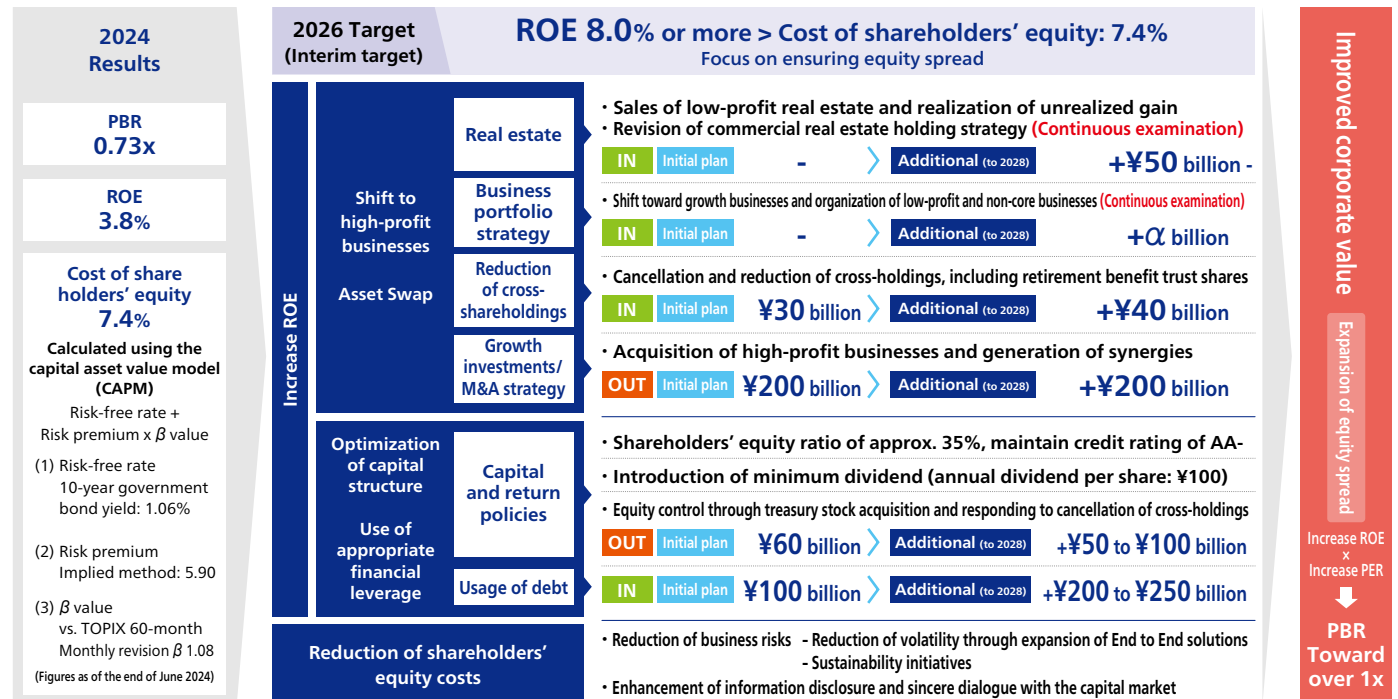 2024
Results
PBR
0.73x
ROE
3.8%
Cost of share
holders' equity
7.4%
Calculated using the
capital asset value model
(CAPM)
Risk-free rate +
Risk premium x β value
(1) Risk-free rate
10-year government
bond yield: 1.06%
(2) Risk premium
Implied method: 5.90
(3) β value
vs. TOPIX 60-month
Monthly revision β 1.08
(Figures as of the end of June 2024)
2026 Target
(Interim target)
ROE 8.0% or more > Cost of shareholders' equity: 7.4%
Focus on ensuring equity spread
Increase ROE
Shift to
high-profit
businesses
Asset Swap
Real estate
・Sales of low-profit real estate and realization of unrealized gain
・Revision of commercial real estate holding strategy (Continuous examination)
IN Initial plan - Additional (to 2028) +¥50 billion -
Business
portfolio
strategy
・Shift toward growth businesses and organization of low-profit and non-core businesses (Continuous examination)
IN Initial plan - Additional (to 2028) +α billion
Reduction
of cross-
shareholdings
・Cancellation and reduction of cross-holdings, including retirement benefit trust shares
IN Initial plan ¥30 billion Additional (to 2028) +¥40 billion
Growth
investments/
M&A strategy
・Acquisition of high-profit businesses and generation of synergies
OUT Initial plan ¥200 billion Additional (to 2028) +¥200 billion
Optimization
of capital
structure
Use of
appropriate
financial
leverage
Capital
and return
policies
・Shareholders' equity ratio of approx. 35%, maintain credit rating of AA-
・Introduction of minimum dividend (annual dividend per share: ¥100)
・Equity control through treasury stock acquisition and responding to cancellation of cross-holdings
OUT Initial plan ¥60 billion Additional (to 2028) +¥50 to ¥100 billion
Usage of debt
IN Initial plan ¥100 billion Additional (to 2028) +¥200 to ¥250 billion
Reduction of shareholders'
equity costs
・Reduction of business risks - Reduction of volatility through expansion of End to End solutions
- Sustainability initiatives
・Enhancement of information disclosure and sincere dialogue with the capital market
Improved corporate value
Expansion of equity spread
Increase ROE
x
Increase PER
PBR
Toward
over 1x